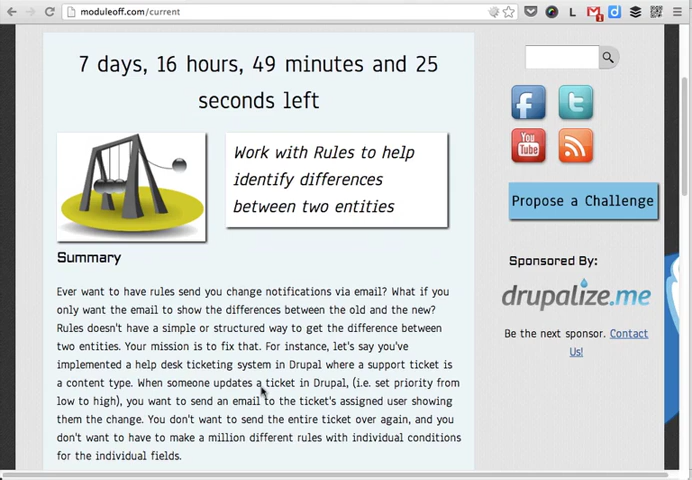 moduleoff.com/current
7 days, 16 hours, 49 minutes and 25
seconds left
Work with Rules to help
identify differences
between two entities
Summary
Ever want to have rules send you change notifications via email? What if you
only want the email to show the differences between the old and the new?
Rules doesn't have a simple or structured way to get the difference between
two entities. Your mission is to fix that. For instance, let's say you've
implemented a help desk ticketing system in Drupal where a support ticket is
a content type. When someone updates a ticket in Drupal, (i.e. set priority from
low to high), you want to send an email to the ticket's assigned user showing
them the change. You don't want to send the entire ticket over again, and you
don't want to have to make a million different rules with individual conditions
for the individual fields.
f
t
You
Tube
Propose a Challenge
Sponsored By:
drupalize.me
Be the next sponsor. Contact
Us!